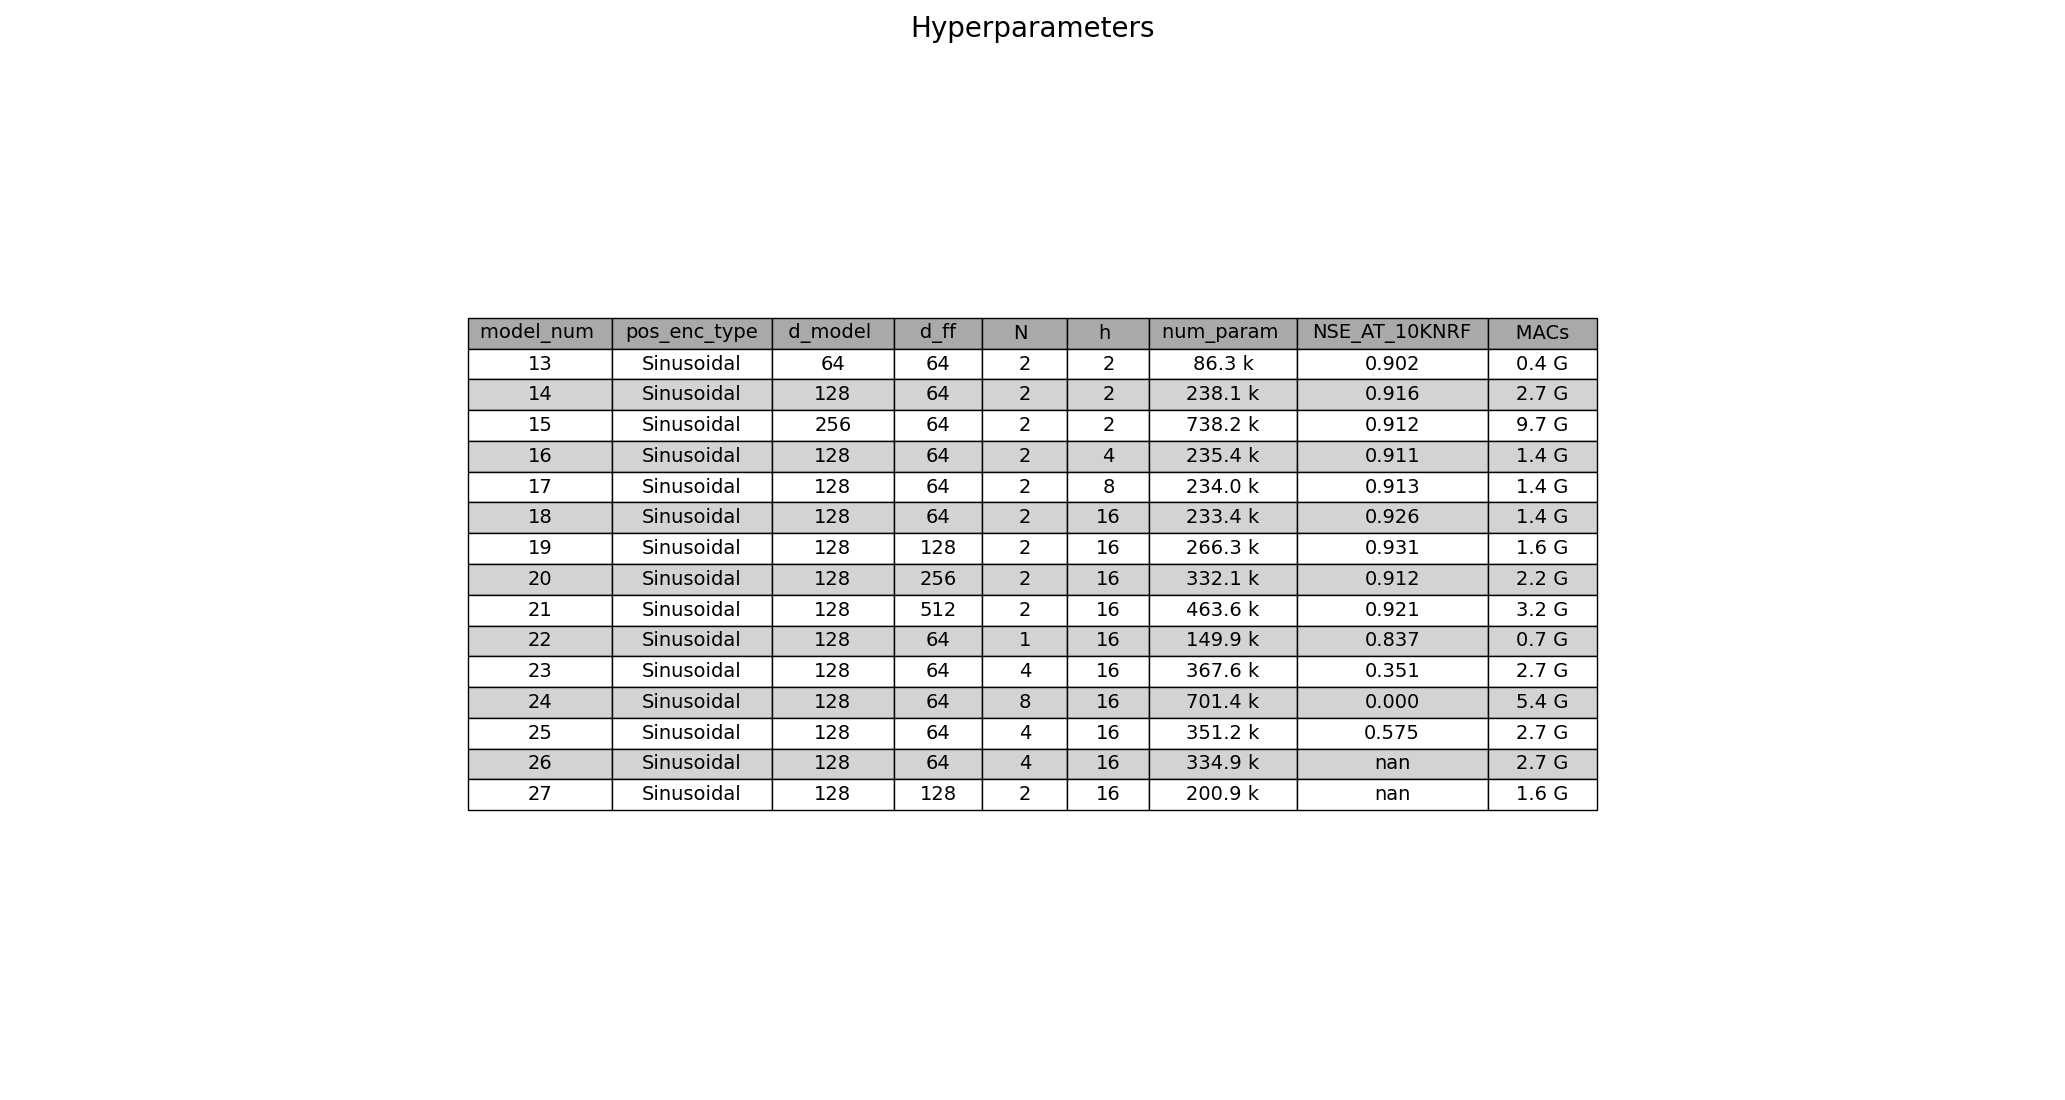 Hyperparameters
model_num pos_enc_type d_model d_ff N h num_param NSE_AT_10KNRF MACs
13 Sinusoidal 64 64 2 2 86.3 k 0.902 0.4 G
14 Sinusoidal 128 64 2 2 238.1 k 0.916 2.7 G
15 Sinusoidal 256 64 2 2 738.2 k 0.912 9.7 G
16 Sinusoidal 128 64 2 4 235.4 k 0.911 1.4 G
17 Sinusoidal 128 64 2 8 234.0 k 0.913 1.4 G
18 Sinusoidal 128 64 2 16 233.4 k 0.926 1.4 G
19 Sinusoidal 128 128 2 16 266.3 k 0.931 1.6 G
20 Sinusoidal 128 256 2 16 332.1 k 0.912 2.2 G
21 Sinusoidal 128 512 2 16 463.6 k 0.921 3.2 G
22 Sinusoidal 128 64 1 16 149.9 k 0.837 0.7 G
23 Sinusoidal 128 64 4 16 367.6 k 0.351 2.7 G
24 Sinusoidal 128 64 8 16 701.4 k 0.000 5.4 G
25 Sinusoidal 128 64 4 16 351.2 k 0.575 2.7 G
26 Sinusoidal 128 64 4 16 334.9 k nan 2.7 G
27 Sinusoidal 128 128 2 16 200.9 k nan 1.6 G